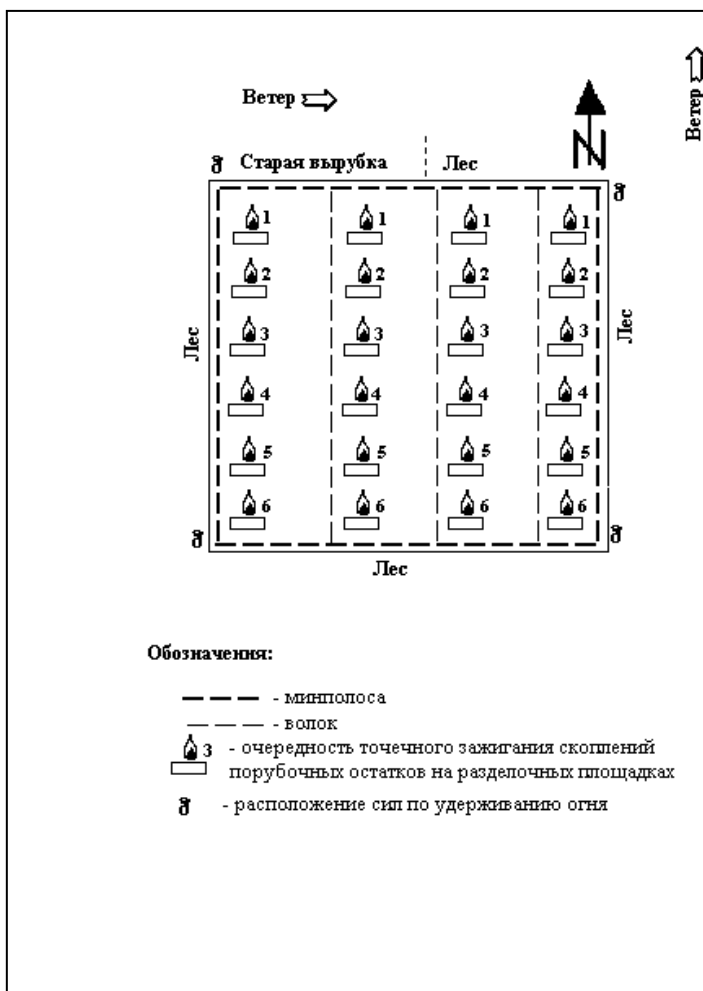 Ветер
Ветер
Старая вырубка Лес
1 1 1 1
2 2 2 2
3 3 3 3
Лес
Лес
4 4 4 4
5 5 5 5
6 6 6 6
Лес
Обозначения:
- минполоса
- волок
3 - очередность точечного зажигания скоплений
порубочных остатков на разделочных площадках
- расположение сил по удерживанию огня